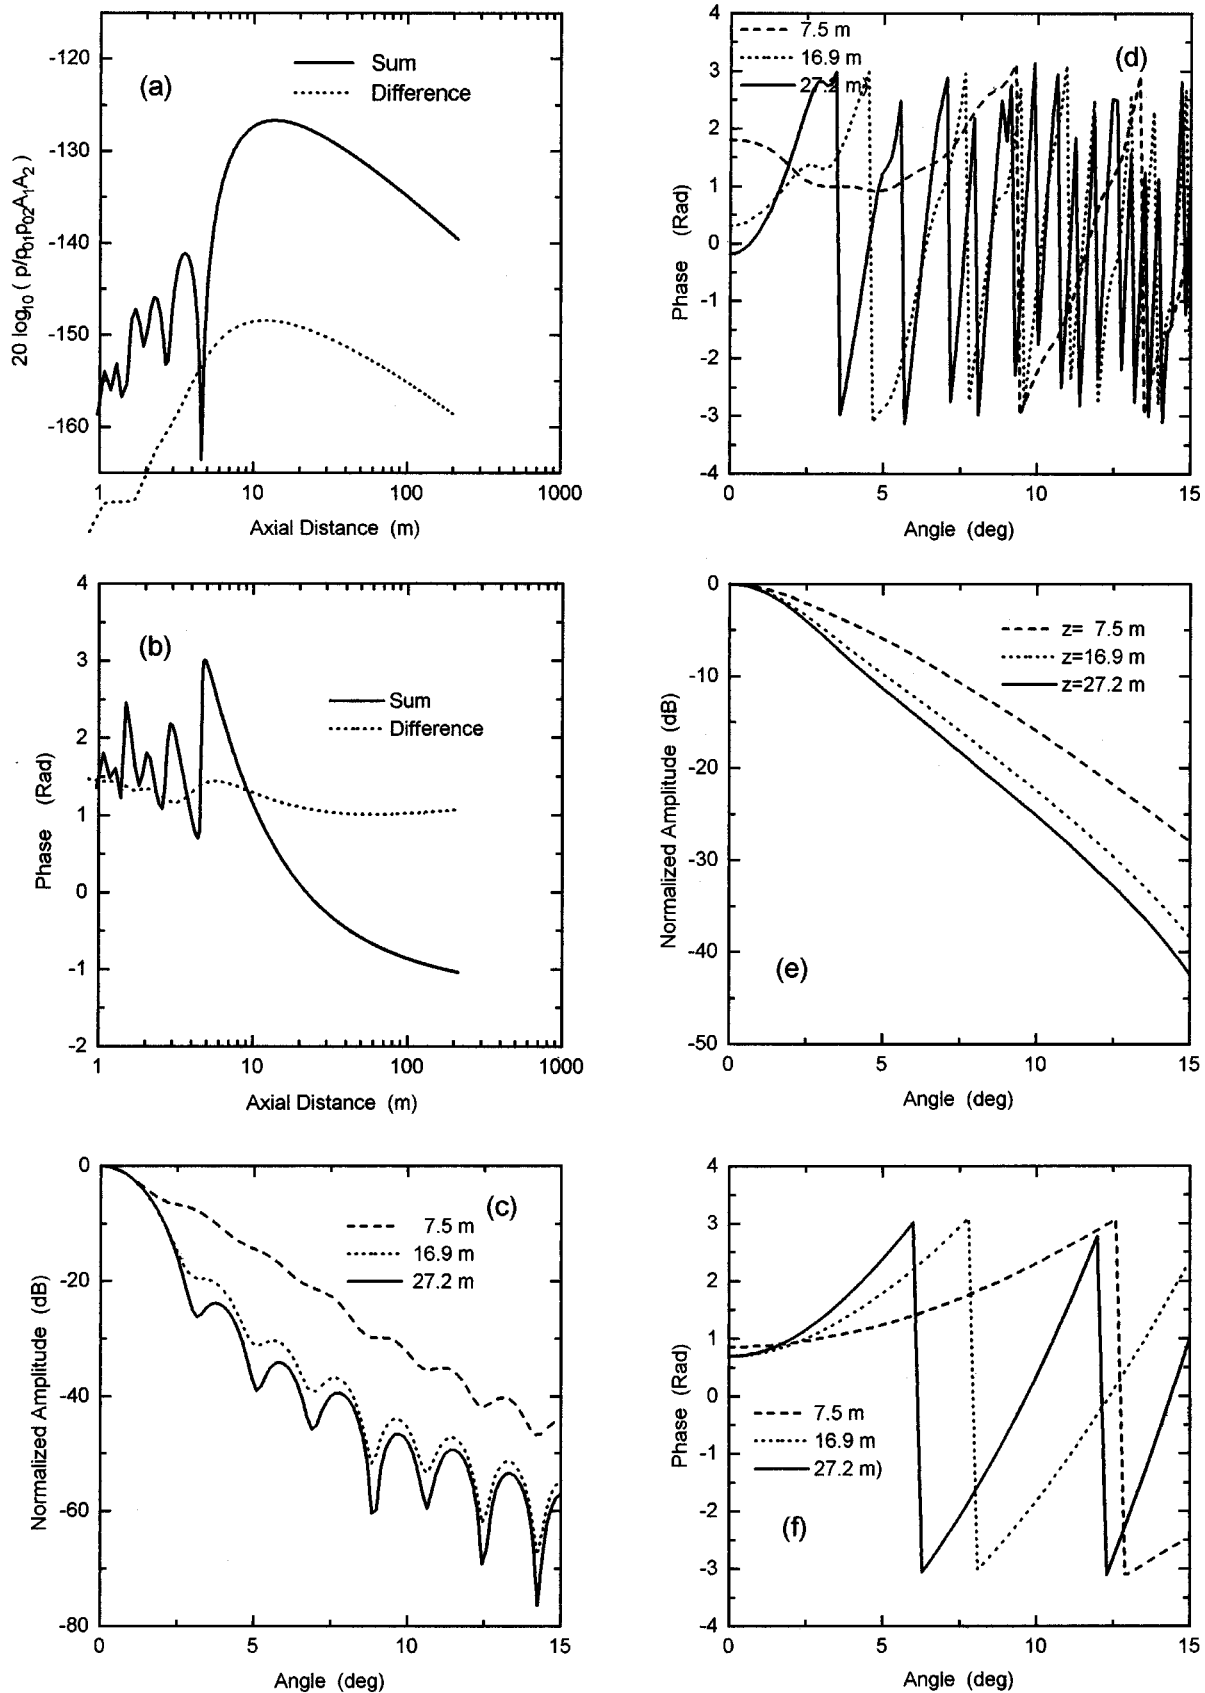 (a)
Sum
Difference
20 log10 ( p/p01p02A1A2 )
-120
-130
-140
-150
-160
1
10
100
1000
Axial Distance (m)
(b)
Sum
Difference
Phase (Rad)
4
3
2
1
0
-1
-2
1
10
100
1000
Axial Distance (m)
(c)
7.5 m
16.9 m
27.2 m
Normalized Amplitude (dB)
0
-20
-40
-60
-80
0
5
10
15
Angle (deg)
(d)
7.5 m
16.9 m
27.2 m)
Phase (Rad)
4
3
2
1
0
-1
-2
-3
-4
0
5
10
15
Angle (deg)
(e)
z= 7.5 m
z=16.9 m
z=27.2 m
Normalized Amplitude (dB)
0
-10
-20
-30
-40
-50
0
5
10
15
Angle (deg)
(f)
7.5 m
16.9 m
27.2 m)
Phase (Rad)
4
3
2
1
0
-1
-2
-3
-4
0
5
10
15
Angle (deg)